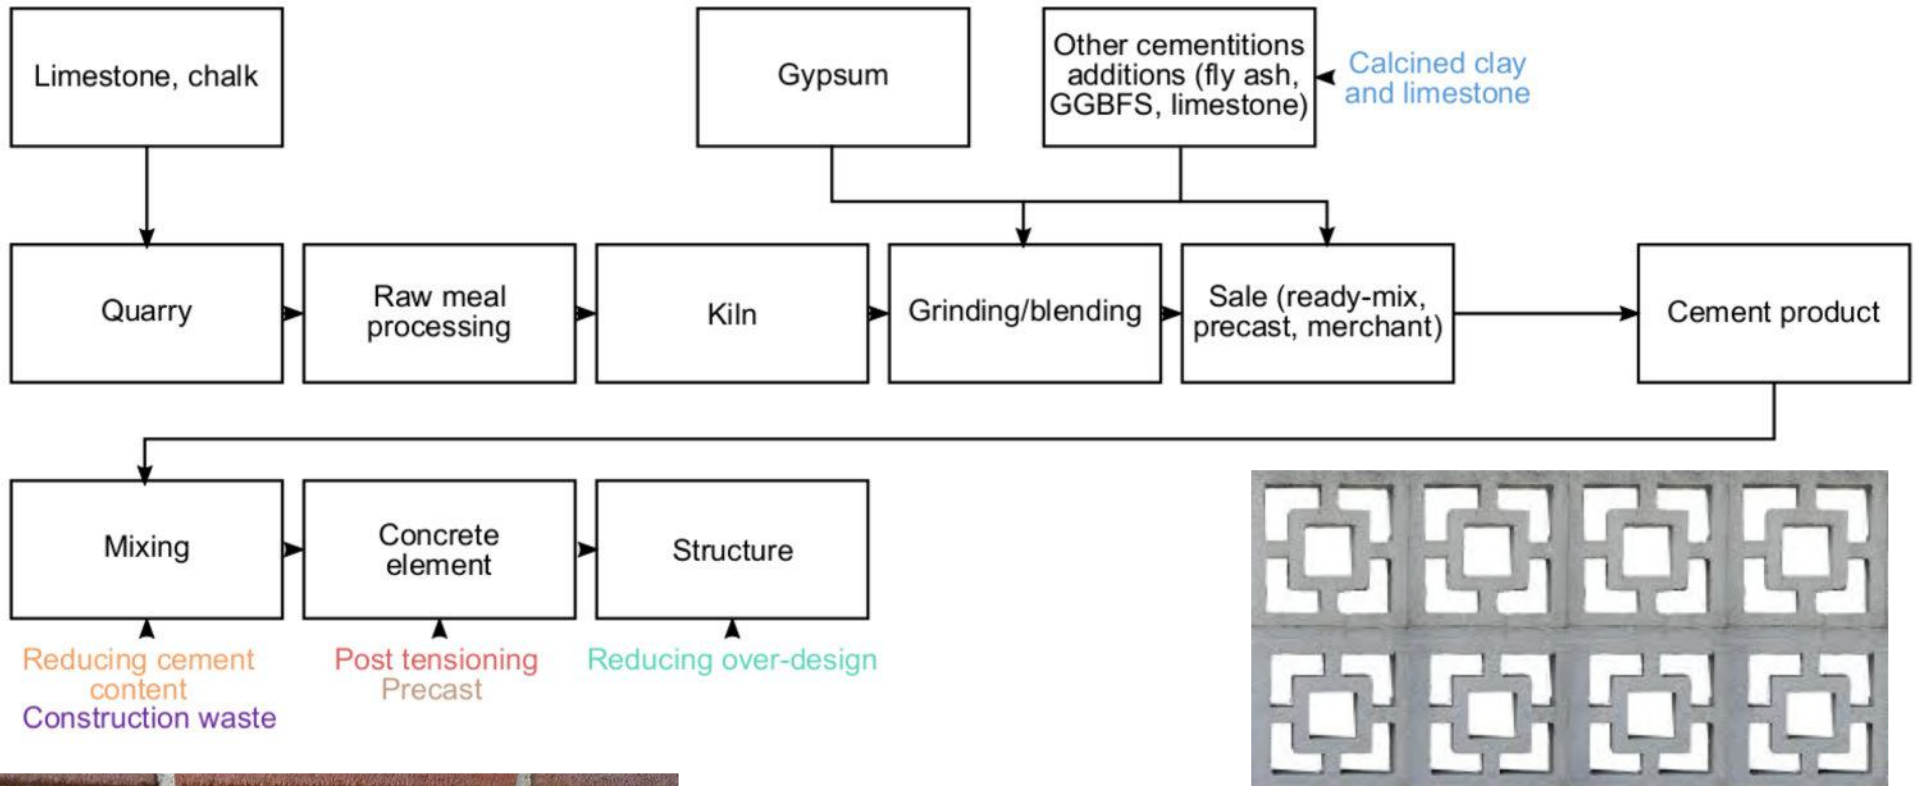 Limestone, chalk
Gypsum
Other cementitions
additions (fly ash,
GGBFS, limestone)
Calcined clay
and limestone
Quarry
Raw meal
processing
Kiln
Grinding/blending
Sale (ready-mix,
precast, merchant)
Cement product
Mixing
Concrete
element
Structure
Reducing cement
content
Construction waste
Post tensioning
Precast
Reducing over-design